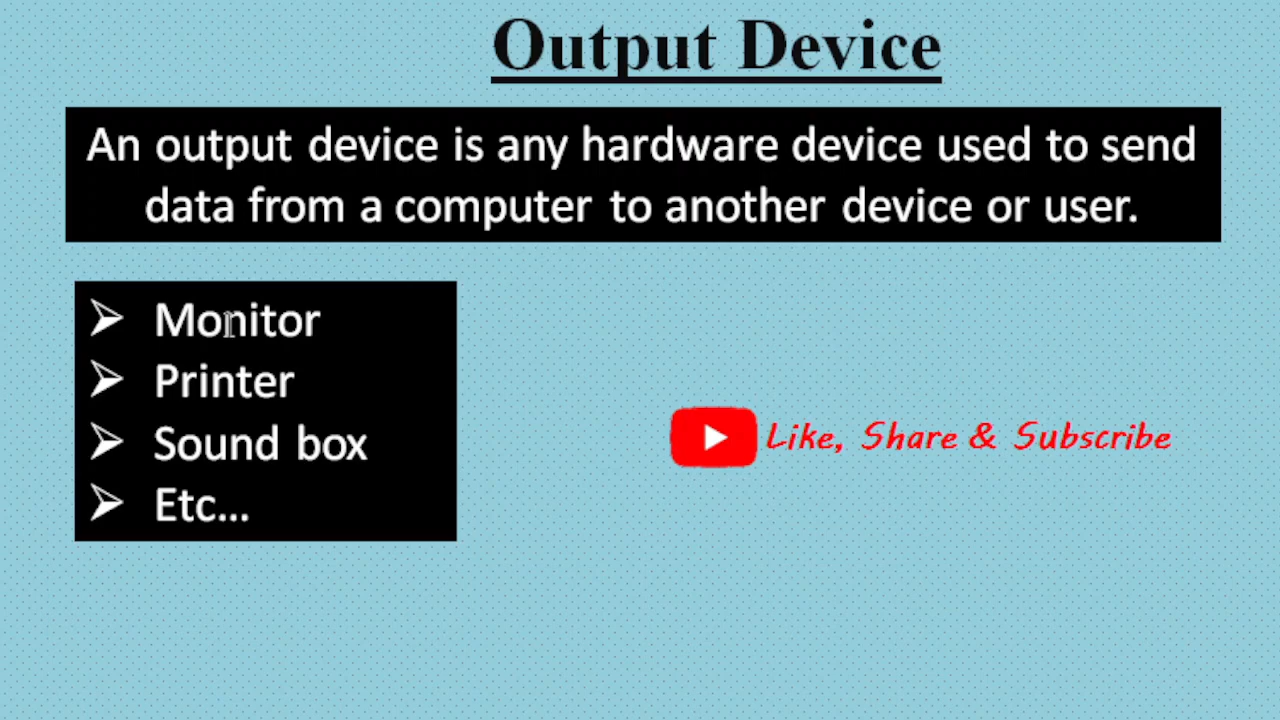 Output Device
An output device is any hardware device used to send
data from a computer to another device or user.
➢ Monitor
➢ Printer
➢ Sound box
➢ Etc...
Like, Share & Subscribe